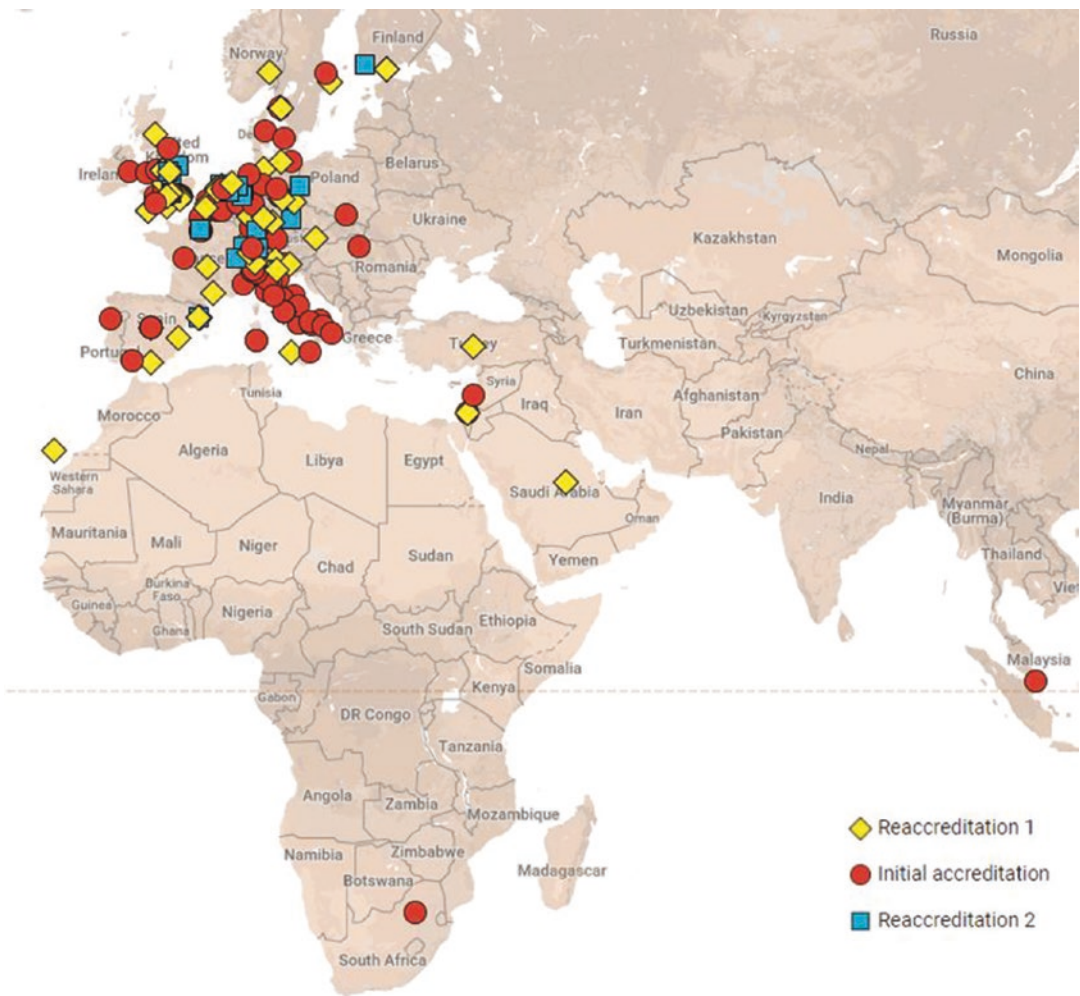 Finland
Norway
Russia
United
Kingdom
Belarus
Poland
Ukraine
Kazakhstan
Mongolia
Romania
Spain
Uzbekistan
Kyrgyzstan
Greece
Portugal
Turkmenistan
China
Syria
Tunisia
Afghanistan
Iraq
Iran
Morocco
Pakistan
Algeria
Libya
Egypt
Nepal
Western
Sahara
Saudi Arabia
India
Myanmar
(Burma)
Oman
Mauritania
Mali
Niger
Sudan
Yemen
Thailand
Chad
Burkina
Faso
Guinea
Nigeria
Ethiopia
Ghana
South Sudan
Somalia
Malaysia
Kenya
Gabon
DR Congo
Tanzania
Angola
Zambia
Mozambique
Reaccreditation 1
Namibia
Zimbabwe
Madagascar
Initial accreditation
Botswana
Reaccreditation 2
South Africa